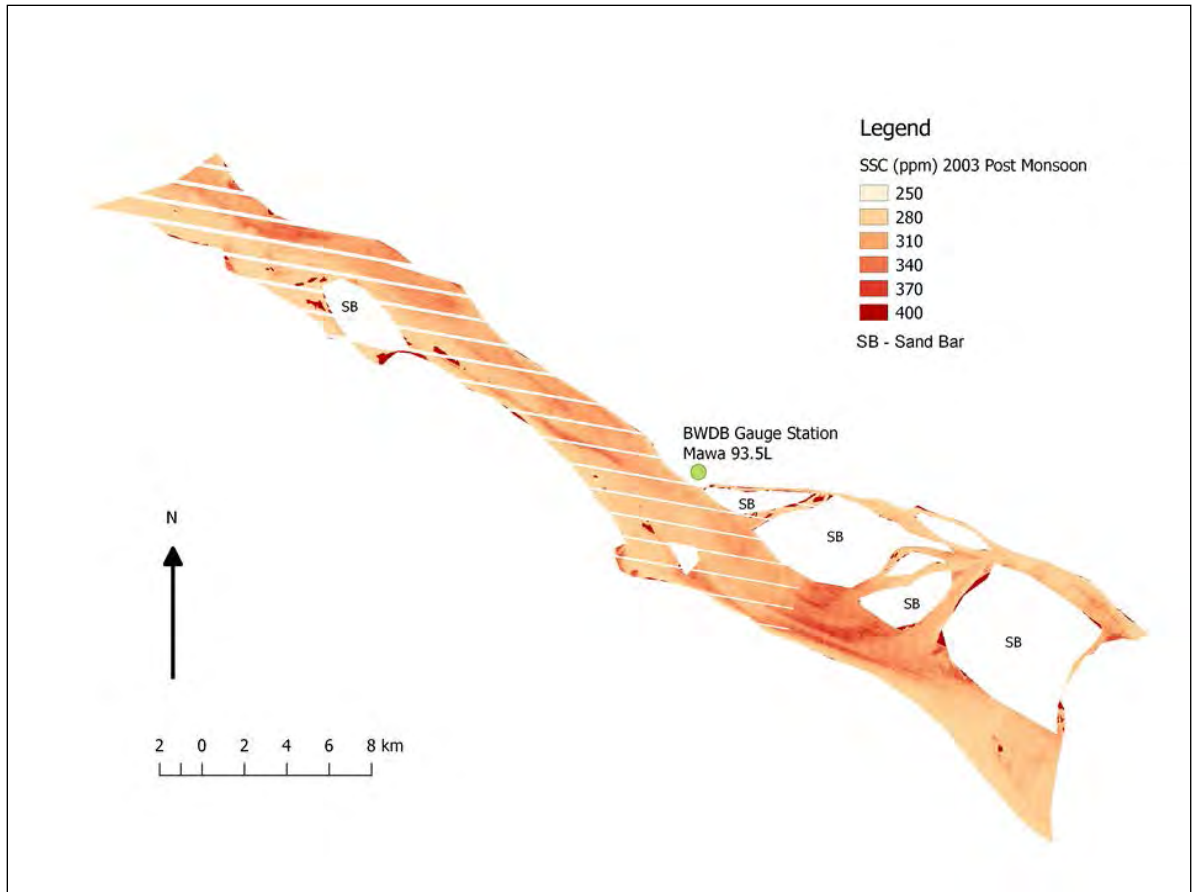 Legend
SSC (ppm) 2003 Post Monsoon
250
280
310
340
370
400
SB - Sand Bar
SB
BWDB Gauge Station
Mawa 93.5L
SB
SB
SB
SB
N
2 0 2 4 6 8 km